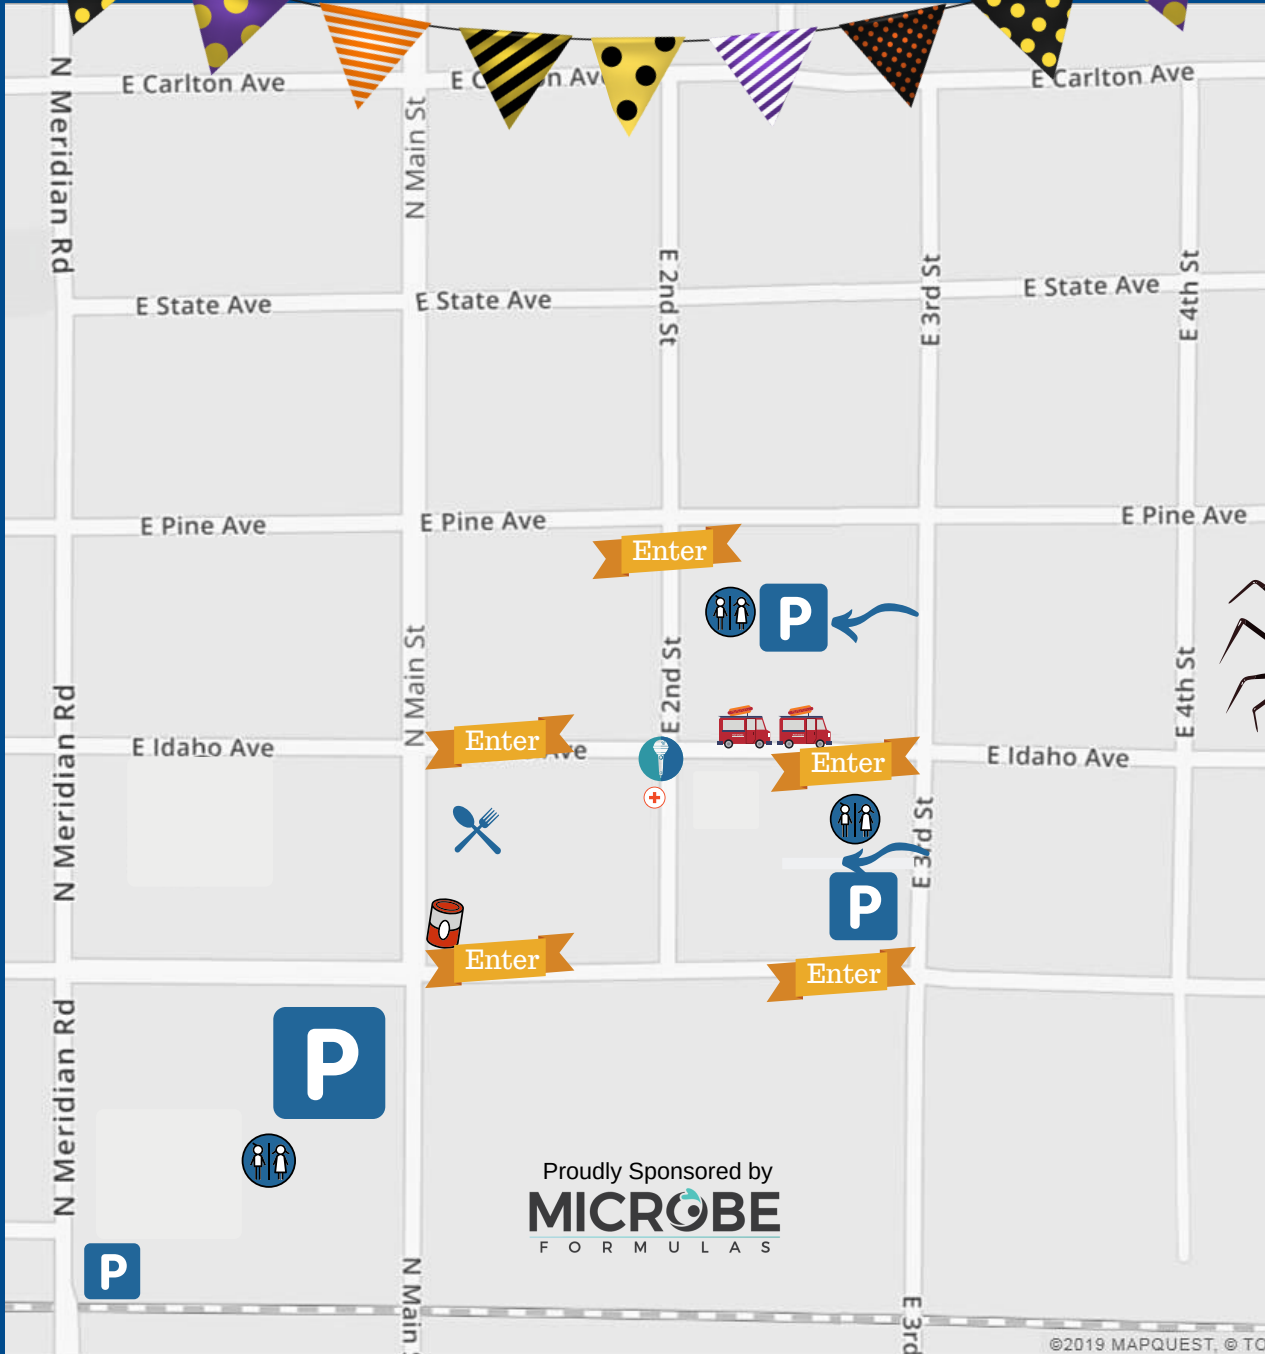 E Carlton Ave
E Carlton Ave
N Meridian Rd
N Main St
E 2nd St
E 3rd St
E 4th St
E State Ave
E State Ave
E State Ave
E Pine Ave
E Pine Ave
E Pine Ave
Enter
P
N Main St
E 2nd St
E 4th St
N Meridian Rd
E Idaho Ave
Enter
Ave
Enter
E Idaho Ave
E 3rd St
P
Enter
Enter
N Meridian Rd
P
Proudly Sponsored by
MICROBE
FORMULAS
P
N Main
E 3rd
©2019 MAPQUEST, © TO